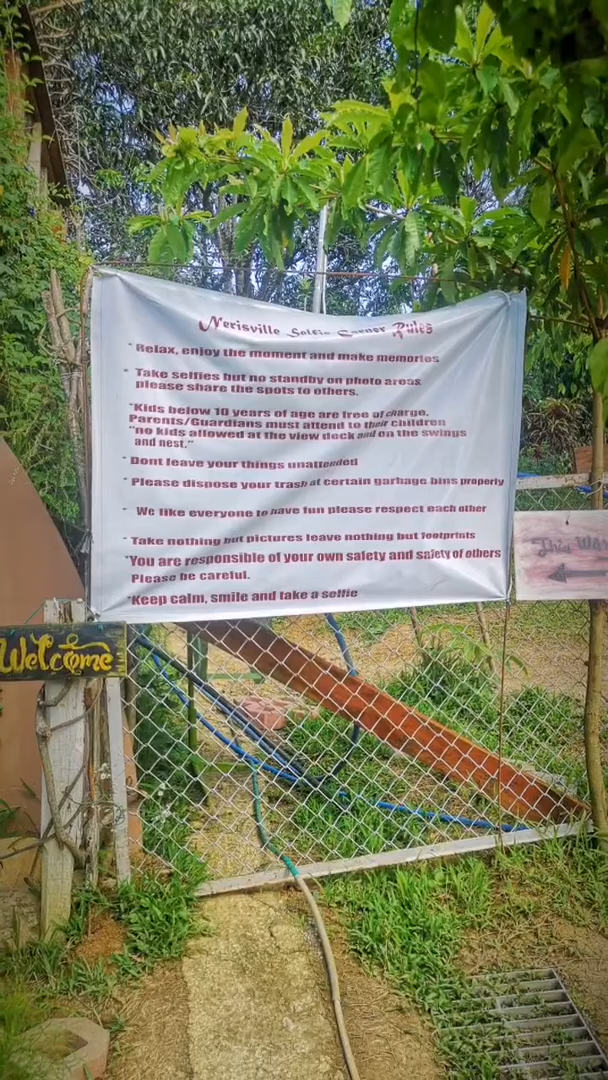 Nerisville Selfie Corner Rules
* Relax, enjoy the moment and make memories
* Take selfies but no standby on photo areas
please share the spots to others.
*Kids below 10 years of age are free of charge.
Parents/Guardians must attend to their children
"no kids allowed at the view deck and on the swings
and nest."
* Dont leave your things unattended
* Please dispose your trash at certain garbage bins properly
* We like everyone to have fun please respect each other
* Take nothing but pictures leave nothing but footprints
*You are responsible of your own safety and safety of others
Please be careful.
*Keep calm, smile and take a selfie
This WAY
Welcome